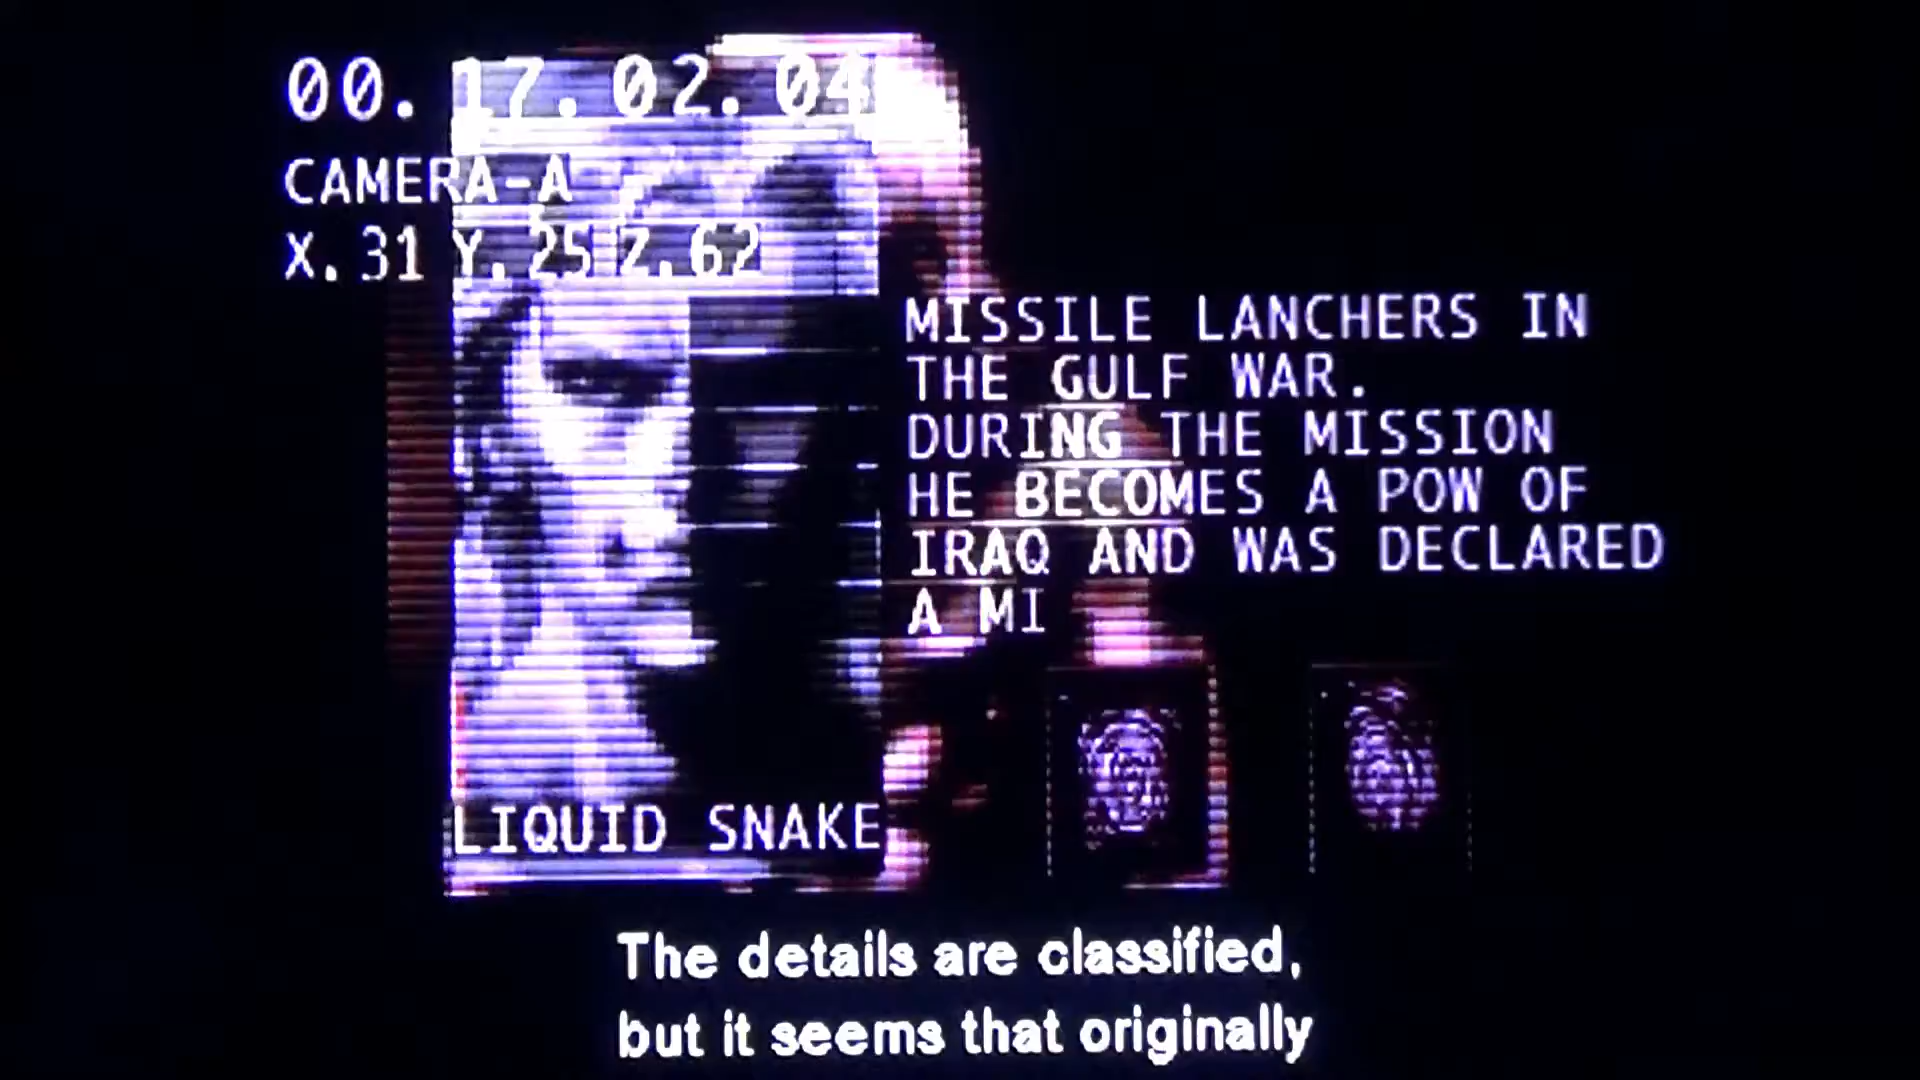 00.17.02.04
CAMERA-A
X.31 Y.25 Z.62
MISSILE LANCHERS IN
THE GULF WAR.
DURING THE MISSION
HE BECOMES A POW OF
IRAQ AND WAS DECLARED
A MI
LIQUID SNAKE
The details are classified,
but it seems that originally